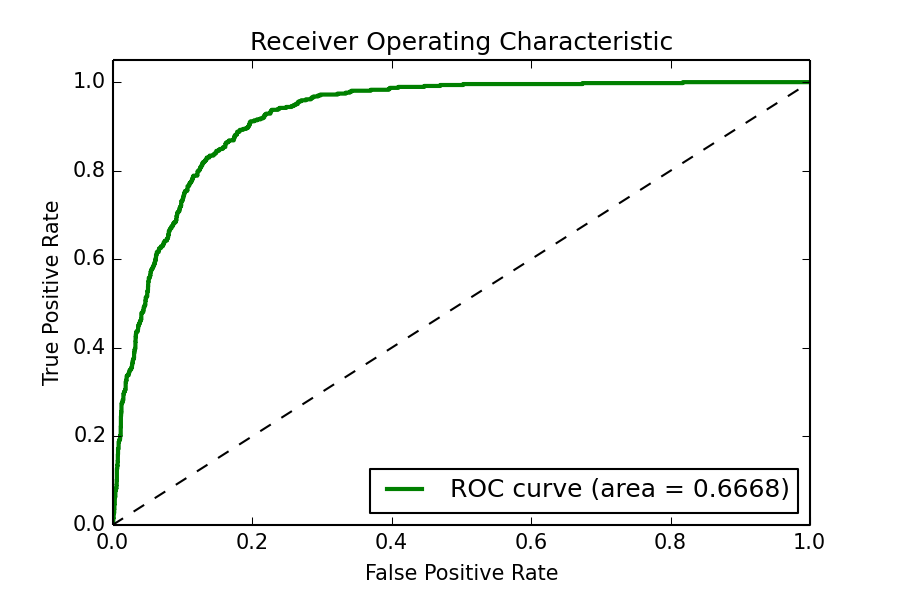 Receiver Operating Characteristic
1.0
0.8
0.6
0.4
0.2
0.0
True Positive Rate
ROC curve (area = 0.6668)
0.0 0.2 0.4 0.6 0.8 1.0
False Positive Rate